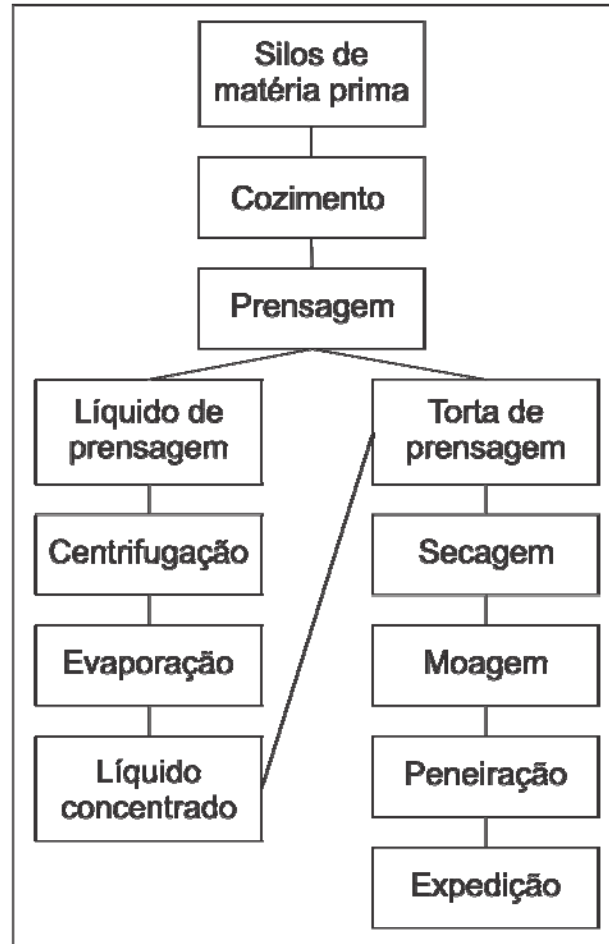 Silos de
matéria prima
Cozimento
Prensagem
Líquido de
prensagem
Torta de
prensagem
Centrifugação
Secagem
Evaporação
Moagem
Líquido
concentrado
Peneiração
Expedição